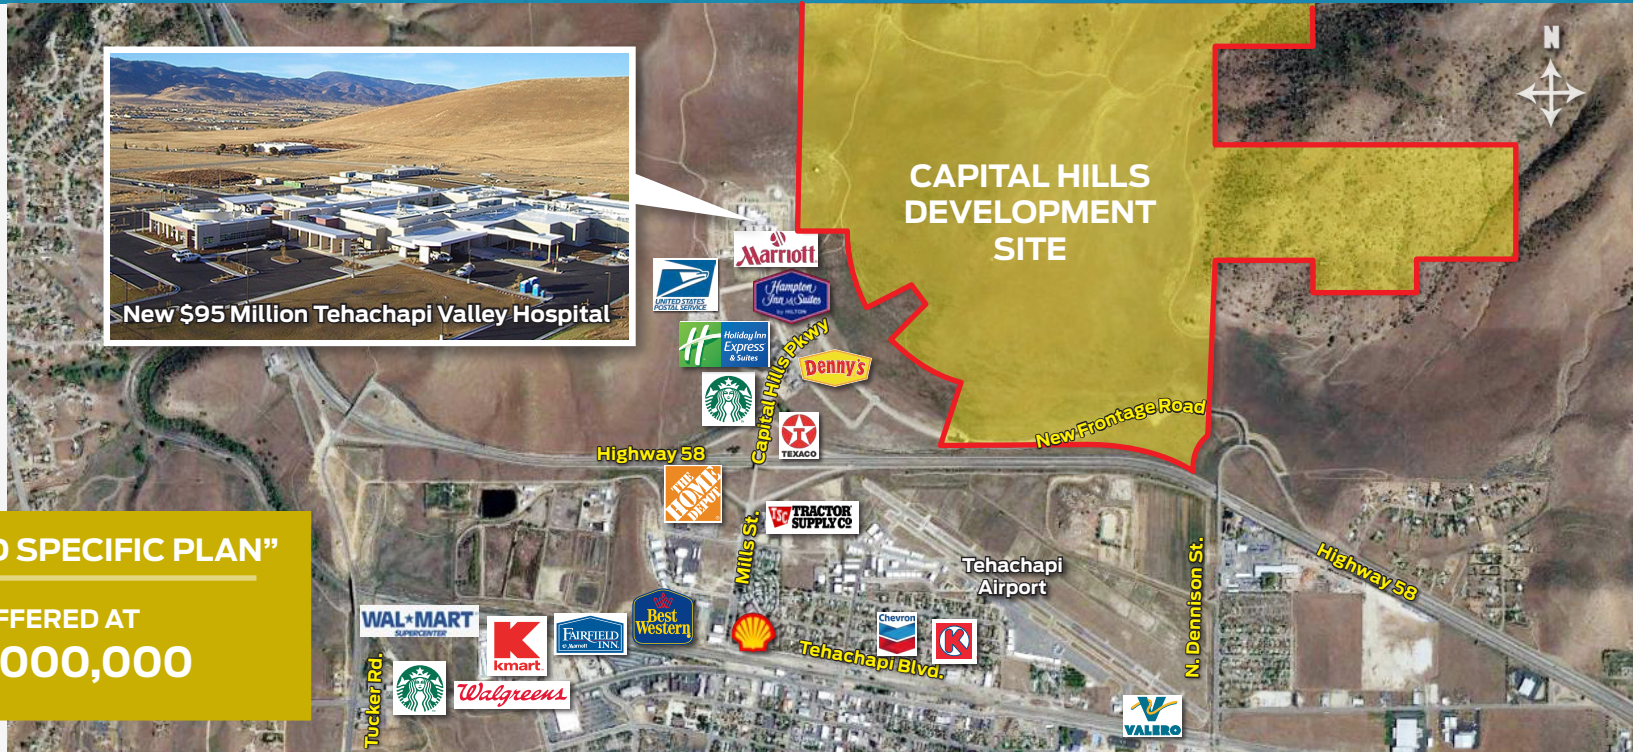 N
New $95 Million Tehachapi Valley Hospital
CAPITAL HILLS
DEVELOPMENT
SITE
Marriott
UNITED STATES
POSTAL SERVICE
Hampton
Inn & Suites
by HILTON
Holiday Inn
Express
& Suites
Capital Hills Pkwy
Denny's
TEXACO
New Frontage Road
Highway 58
THE
HOME
DEPOT
TSC TRACTOR
SUPPLY CO
Mills St.
Tehachapi
Airport
N. Dennison St.
Highway 58
SPECIFIC PLAN”
AT
000,000
WAL★MART
SUPERCENTER
K
kmart
FAIRFIELD
INN
Marriott
Best
Western
Chevron
K
Tehachapi Blvd.
Tucker Rd.
Walgreens
VALERO